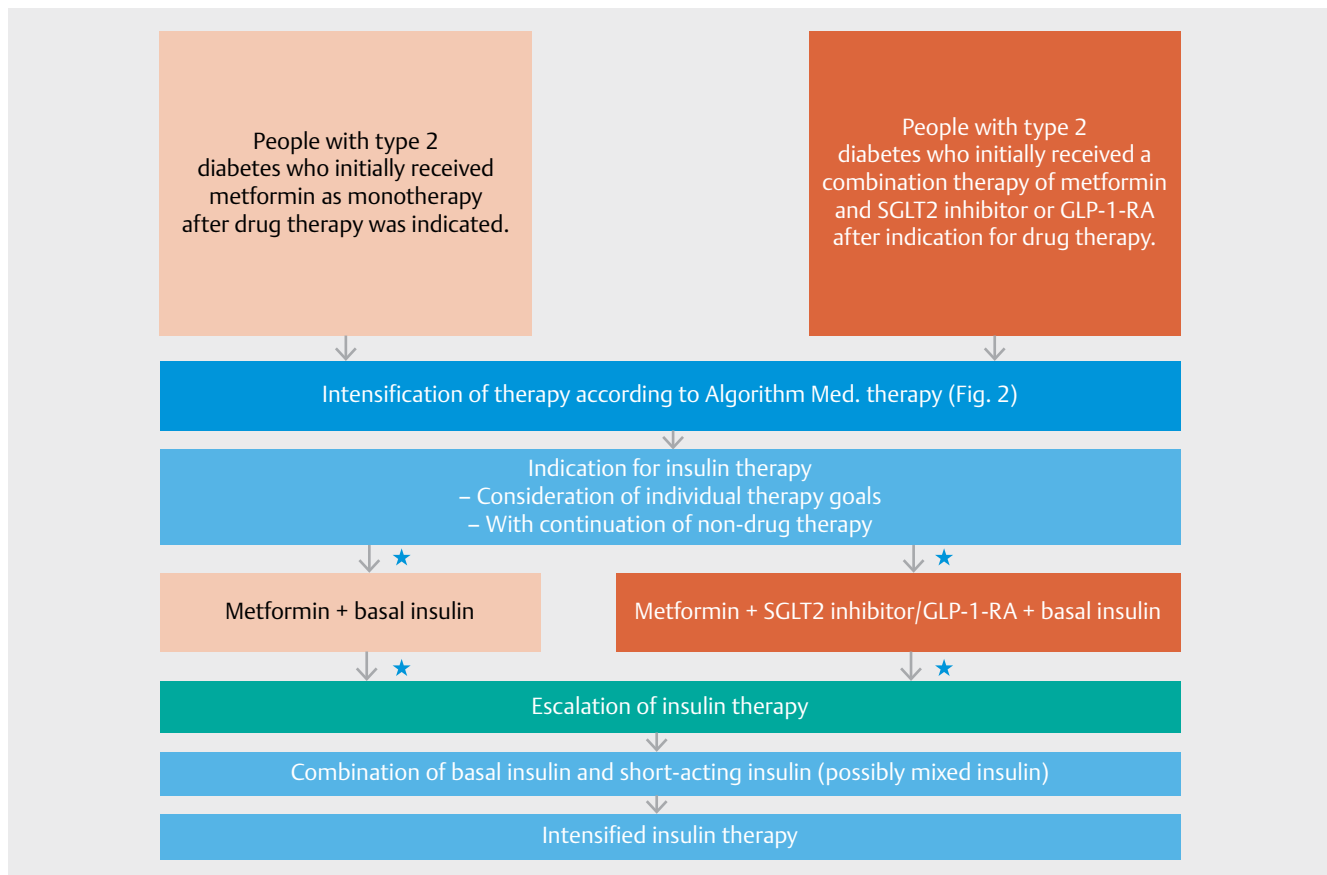 People with type 2
diabetes who initially received
metformin as monotherapy
after drug therapy was indicated.
People with type 2
diabetes who initially received a
combination therapy of metformin
and SGLT2 inhibitor or GLP-1-RA
after indication for drug therapy.
Intensification of therapy according to Algorithm Med. therapy (Fig. 2)
Indication for insulin therapy
– Consideration of individual therapy goals
– With continuation of non-drug therapy
Metformin + basal insulin
Metformin + SGLT2 inhibitor/GLP-1-RA + basal insulin
Escalation of insulin therapy
Combination of basal insulin and short-acting insulin (possibly mixed insulin)
Intensified insulin therapy